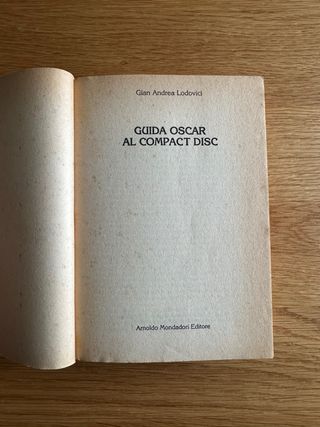 Gian Andrea Lodovici
GUIDA OSCAR
AL COMPACT DISC
Arnoldo Mondadori Editore